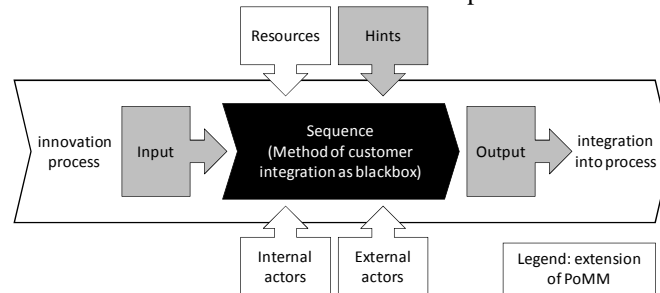 Resources
Hints
innovation
process
Input
Sequence
(Method of customer
integration as blackbox)
Output
integration
into process
Internal
actors
External
actors
Legend: extension
of PoMM